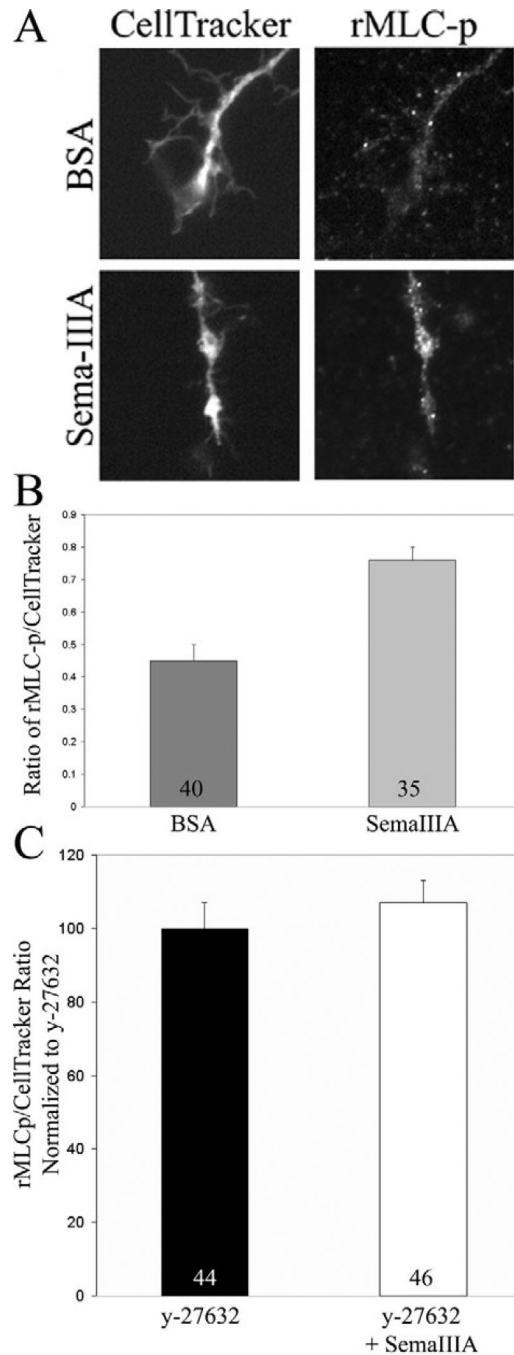 A
CellTracker rMLC-p
BSA
Sema-IIIA
B
Ratio of rMLC-p/CellTracker
0.9
0.8
0.7
0.6
0.5
0.4
0.3
0.2
0.1
0
40 35
BSA SemaIIIA
C
rMLCp/CellTracker Ratio
Normalized to y-27632
120
100
80
60
40
20
0
44 46
y-27632 y-27632
+ SemaIIIA